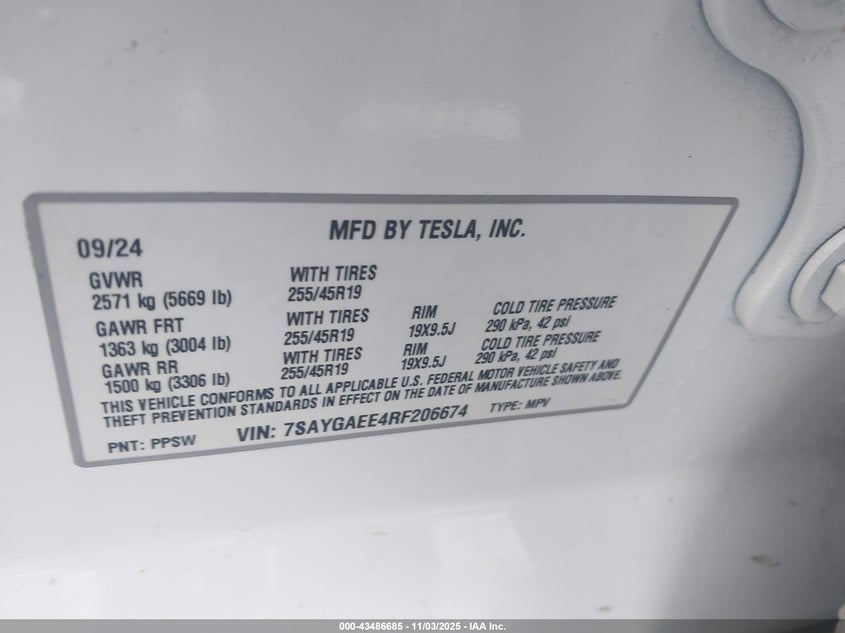 MFD BY TESLA, INC.
09/24
GVWR
2571 kg (5669 lb)
WITH TIRES
255/45R19
GAWR FRT
1363 kg (3004 lb)
WITH TIRES
255/45R19
RIM
19X9.5J
COLD TIRE PRESSURE
290 kPa, 42 psi
GAWR RR
1500 kg (3306 lb)
WITH TIRES
255/45R19
RIM
19X9.5J
COLD TIRE PRESSURE
290 kPa, 42 psi
THIS VEHICLE CONFORMS TO ALL APPLICABLE U.S. FEDERAL MOTOR VEHICLE SAFETY AND
THEFT PREVENTION STANDARDS IN EFFECT ON THE DATE OF MANUFACTURE SHOWN ABOVE.
PNT: PPSW VIN: 7SAYGAEE4RF206674 TYPE: MPV
000-43486685 - 11/03/2025 - IAA Inc.